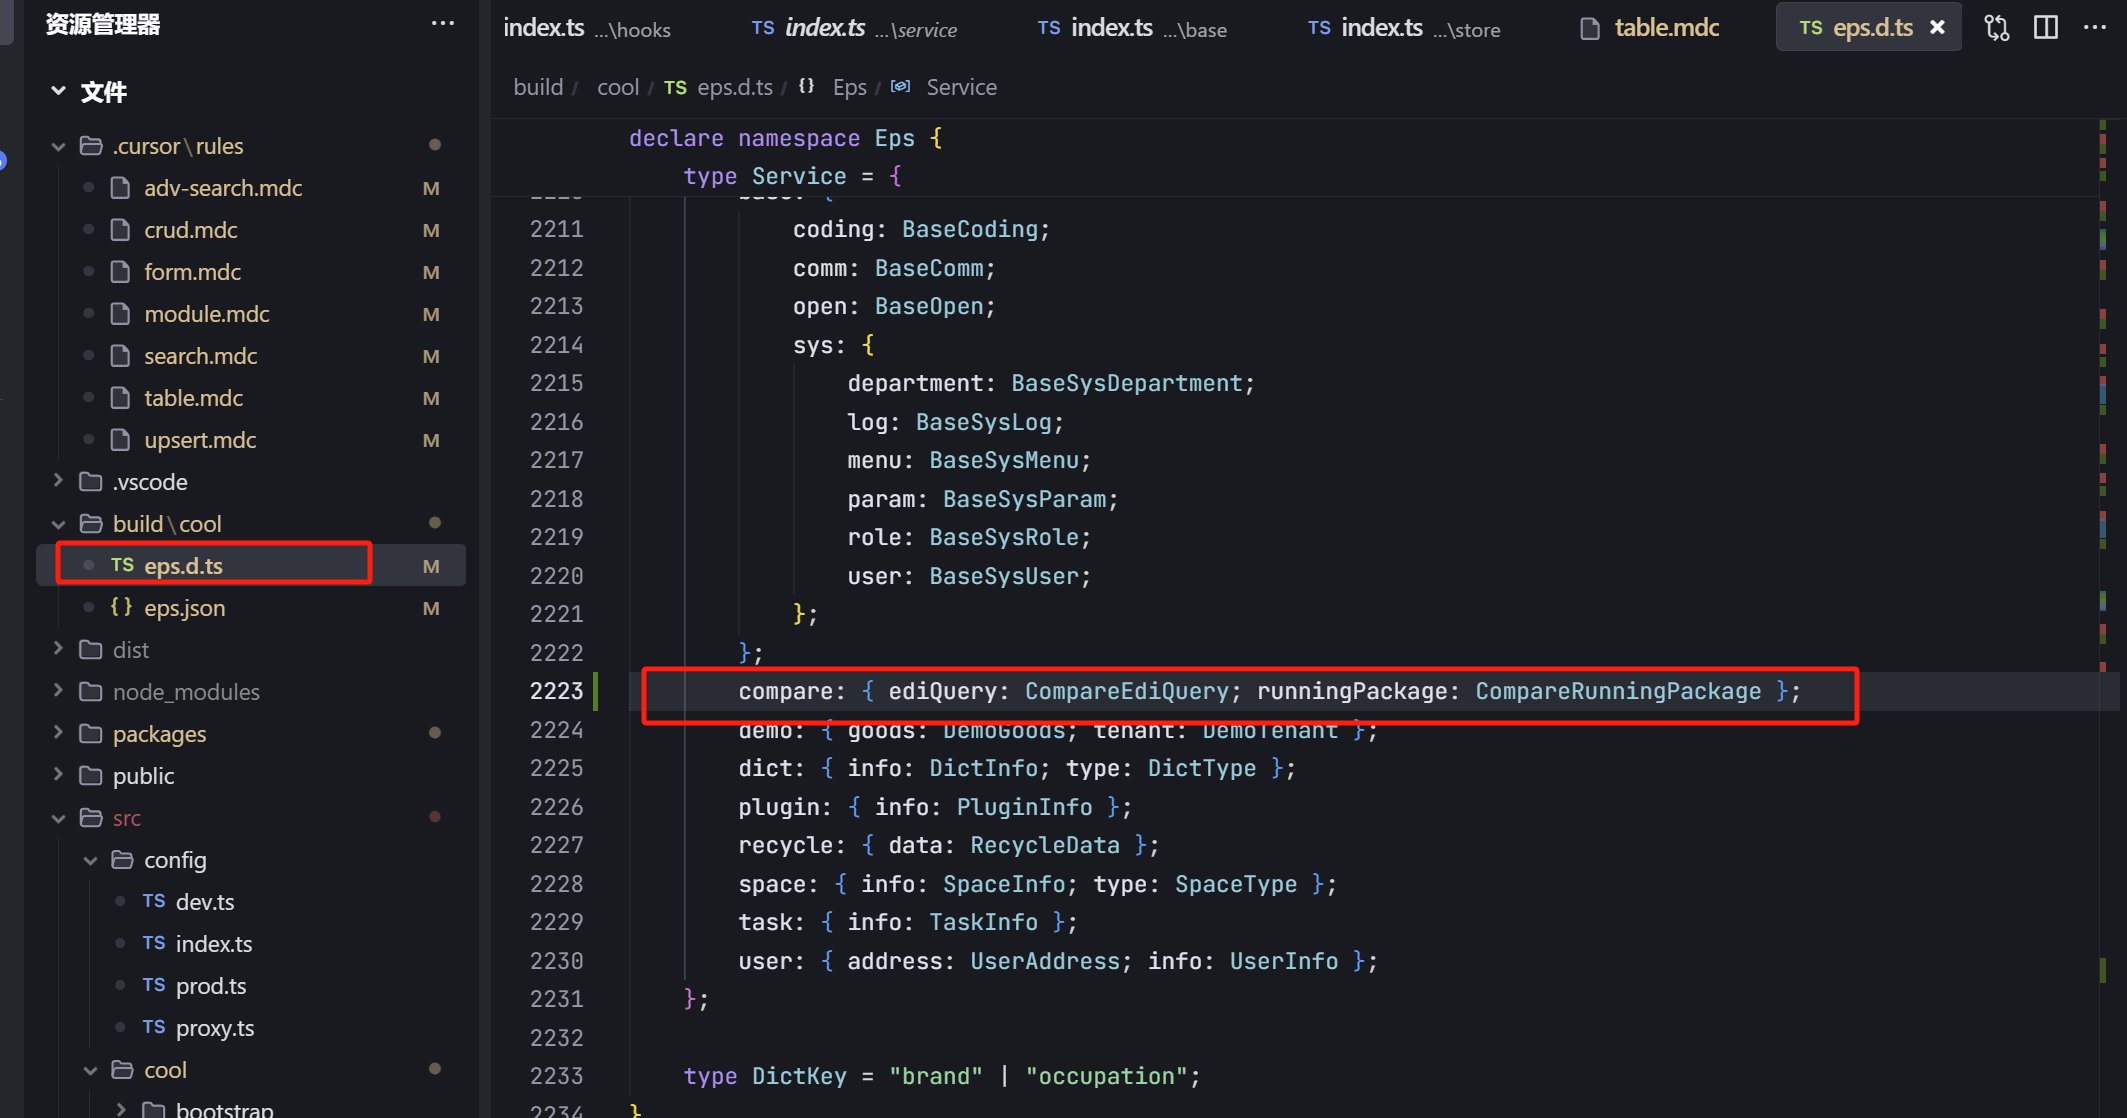 资源管理器
文件
.cursor\rules
adv-search.mdc M
crud.mdc M
form.mdc M
module.mdc M
search.mdc M
table.mdc M
upsert.mdc M
.vscode
build\cool
TS eps.d.ts M
{} eps.json M
dist
node_modules
packages
public
src
config
TS dev.ts
TS index.ts
TS prod.ts
TS proxy.ts
cool
bootstrap
index.ts ...\hooks TS index.ts ...\service TS index.ts ...\base TS index.ts ...\store table.mdc TS eps.d.ts
build / cool / TS eps.d.ts / {} Eps / Service
declare namespace Eps {
type Service = {
2211 coding: BaseCoding;
2212 comm: BaseComm;
2213 open: BaseOpen;
2214 sys: {
2215 department: BaseSysDepartment;
2216 log: BaseSysLog;
2217 menu: BaseSysMenu;
2218 param: BaseSysParam;
2219 role: BaseSysRole;
2220 user: BaseSysUser;
2221 };
2222 };
2223 compare: { ediQuery: CompareEdiQuery; runningPackage: CompareRunningPackage };
2224 demo: { goods: DemoGoods; tenant: DemoTenant };
2225 dict: { info: DictInfo; type: DictType };
2226 plugin: { info: PluginInfo };
2227 recycle: { data: RecycleData };
2228 space: { info: SpaceInfo; type: SpaceType };
2229 task: { info: TaskInfo };
2230 user: { address: UserAddress; info: UserInfo };
2231 };
2232
2233 type DictKey = "brand" | "occupation";
2234 }